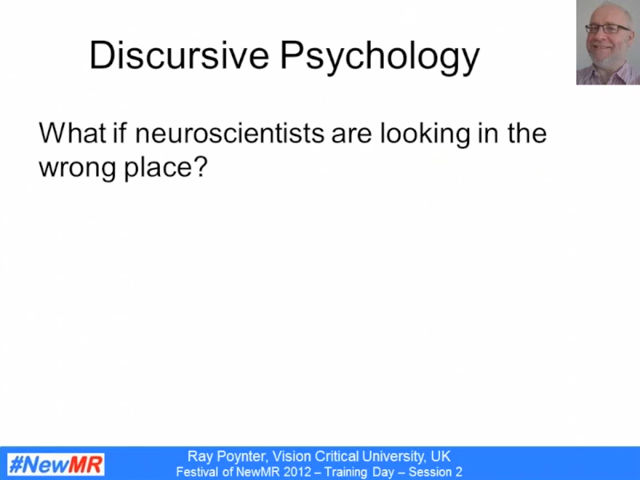 Discursive Psychology
What if neuroscientists are looking in the
wrong place?
#NewMR
Ray Poynter, Vision Critical University, UK
Festival of NewMR 2012 – Training Day – Session 2